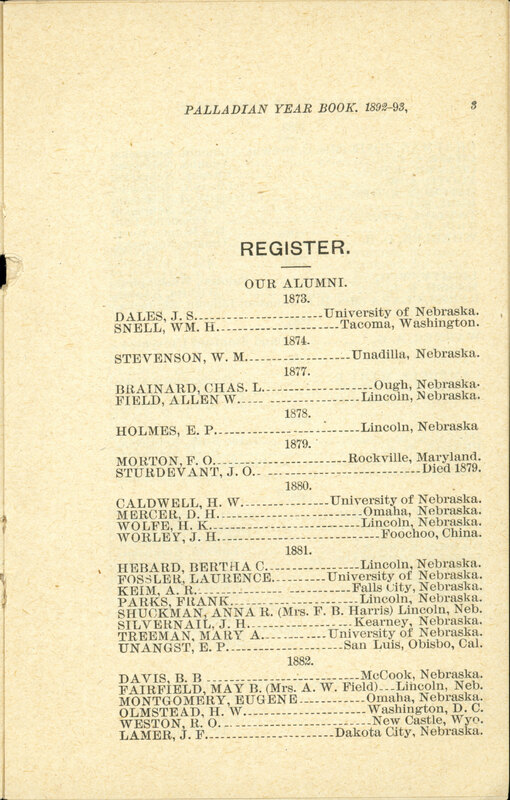 PALLADIAN YEAR BOOK. 1892-93, 3
REGISTER.
OUR ALUMNI.
1873.
DALES, J. S. University of Nebraska.
SNELL, WM. H. Tacoma, Washington.
1874.
STEVENSON, W. M. Unadilla, Nebraska.
1877.
BRAINARD, CHAS. L. Ough, Nebraska.
FIELD, ALLEN W. Lincoln, Nebraska.
1878.
HOLMES, E. P. Lincoln, Nebraska
1879.
MORTON, F. O. Rockville, Maryland.
STURDEVANT, J. O. Died 1879.
1880.
CALDWELL, H. W. University of Nebraska.
MERCER, D. H. Omaha, Nebraska.
WOLFE, H. K. Lincoln, Nebraska.
WORLEY, J. H. Foochoo, China.
1881.
HEBARD, BERTHA C. Lincoln, Nebraska.
FOSSLER, LAURENCE. University of Nebraska.
KEIM, A. R. Falls City, Nebraska.
PARKS, FRANK. Lincoln, Nebraska.
SHUCKMAN, ANNA R. (Mrs. F. B. Harris) Lincoln, Neb.
SILVERNAIL, J. H. Kearney, Nebraska.
TREEMAN, MARY A. University of Nebraska.
UNANGST, E. P. San Luis, Obisbo, Cal.
1882.
DAVIS, B. B McCook, Nebraska.
FAIRFIELD, MAY B. (Mrs. A. W. Field) Lincoln, Neb.
MONTGOMERY, EUGENE Omaha, Nebraska.
OLMSTEAD, H. W. Washington, D. C.
WESTON, R. O. New Castle, Wyo.
LAMER, J. F. Dakota City, Nebraska.